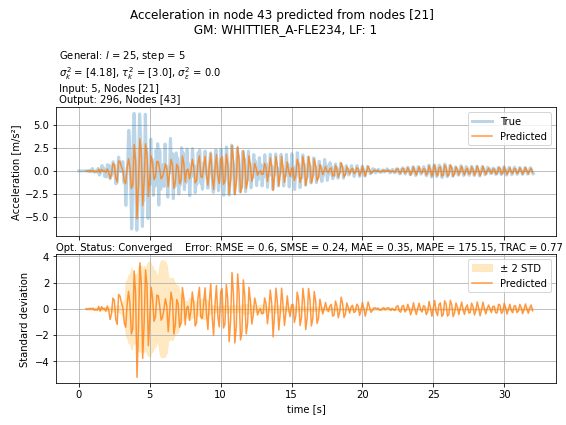 Acceleration in node 43 predicted from nodes [21]
GM: WHITTIER_A-FLE234, LF: 1
General: l = 25, step = 5
σ²ₖ = [4.18], τ²ₖ = [3.0], σ²_ε = 0.0
Input: 5, Nodes [21]
Output: 296, Nodes [43]
Acceleration [m/s²]
5.0
2.5
0.0
−2.5
−5.0
True
Predicted
Opt. Status: Converged Error: RMSE = 0.6, SMSE = 0.24, MAE = 0.35, MAPE = 175.15, TRAC = 0.77
Standard deviation
4
2
0
−2
−4
± 2 STD
Predicted
0 5 10 15 20 25 30
time [s]